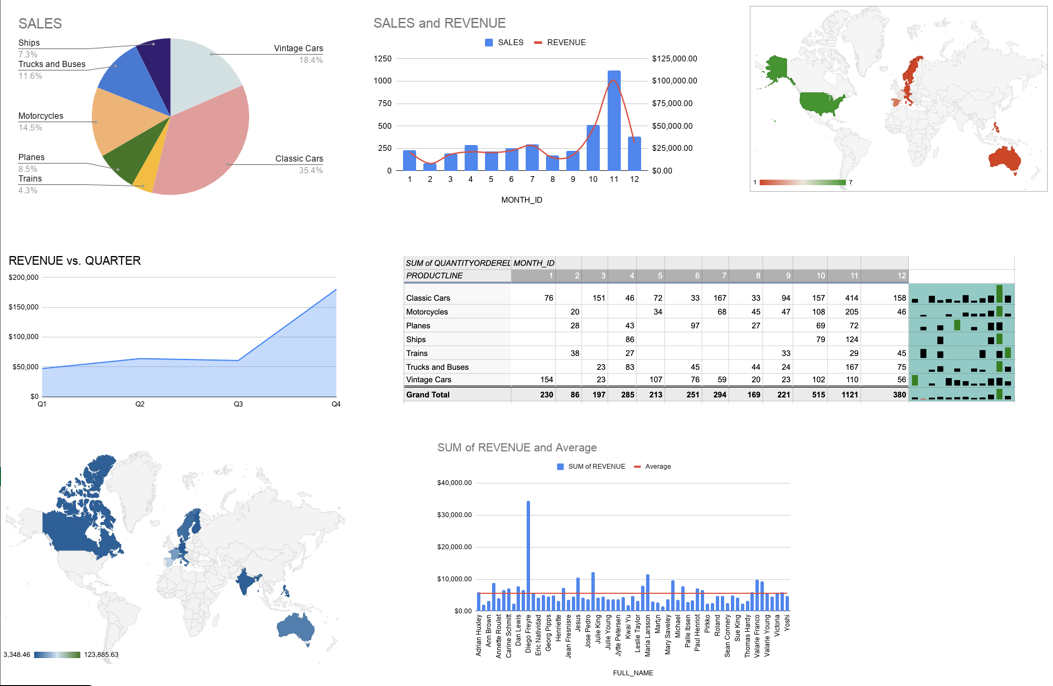 SALES
Ships
7.3%
Trucks and Buses
11.6%
Motorcycles
14.5%
Planes
8.5%
Trains
4.3%
Vintage Cars
18.4%
Classic Cars
35.4%
SALES and REVENUE
SALES REVENUE
1250 $125,000.00
1000 $100,000.00
750 $75,000.00
500 $50,000.00
250 $25,000.00
0 $0.00
1 2 3 4 5 6 7 8 9 10 11 12
MONTH_ID
1 7
REVENUE vs. QUARTER
$200,000
$150,000
$100,000
$50,000
$0
Q1 Q2 Q3 Q4
SUM of QUANTITYORDERED MONTH_ID
PRODUCTLINE 1 2 3 4 5 6 7 8 9 10 11 12
Classic Cars 76 151 46 72 33 167 33 94 157 414 158
Motorcycles 20 34 68 45 47 108 205 46
Planes 28 43 97 27 69 72
Ships 86 79 124
Trains 38 27 33 29 45
Trucks and Buses 23 83 45 44 24 167 75
Vintage Cars 154 23 107 76 59 20 23 102 110 56
Grand Total 230 86 197 285 213 251 294 169 221 515 1121 380
3,348.46 123,885.63
SUM of REVENUE and Average
SUM of REVENUE Average
$40,000.00
$30,000.00
$20,000.00
$10,000.00
$0.00
Adrian Huxley
Ann Brown
Annette Roulet
Carine Schmitt
Dan Lewis
Diego Freyre
Eric Natividad
Georg Pipps
Henriette
Jean Fresnisre
Jesus
Jose Pedro
Julie King
Julie Young
Jytte Petersen
Kwai Yu
Leslie Taylor
Maria Larsson
Martin
Mary Saveley
Michael
Palle Ibsen
Paul Henriot
Pirkko
Roland
Sean Connery
Sue King
Thomas Hardy
Valarie Franco
Valarie Young
Victoria
Yoshi
FULL_NAME